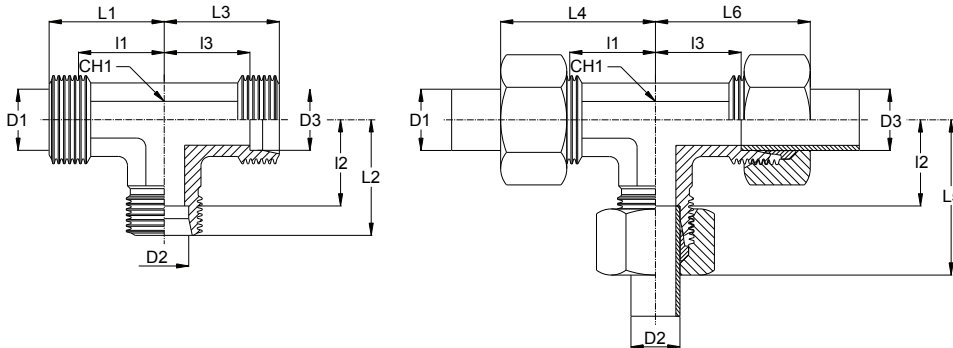 L1 L3 L4 L6
l1 l3 l1 l3
CH1 CH1
D1 D3 D1 D3
l2 L2 l2
D2
D2